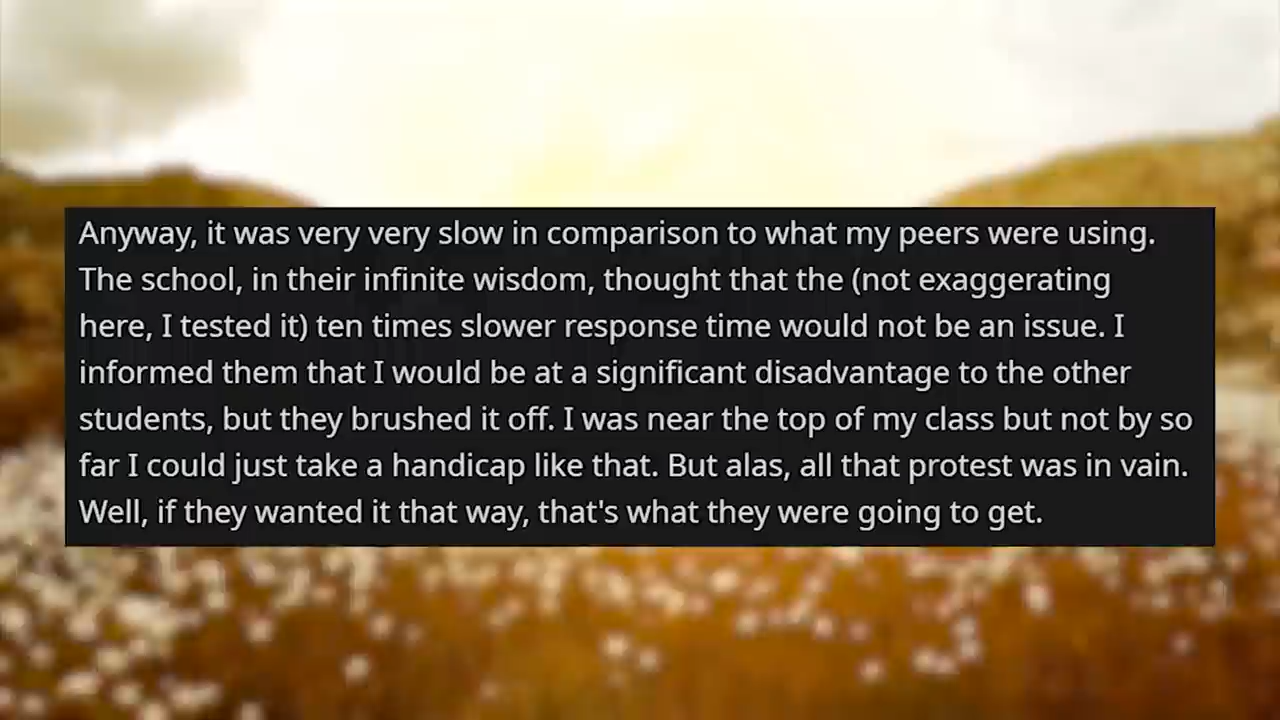 Anyway, it was very very slow in comparison to what my peers were using.
The school, in their infinite wisdom, thought that the (not exaggerating
here, I tested it) ten times slower response time would not be an issue. I
informed them that I would be at a significant disadvantage to the other
students, but they brushed it off. I was near the top of my class but not by so
far I could just take a handicap like that. But alas, all that protest was in vain.
Well, if they wanted it that way, that's what they were going to get.